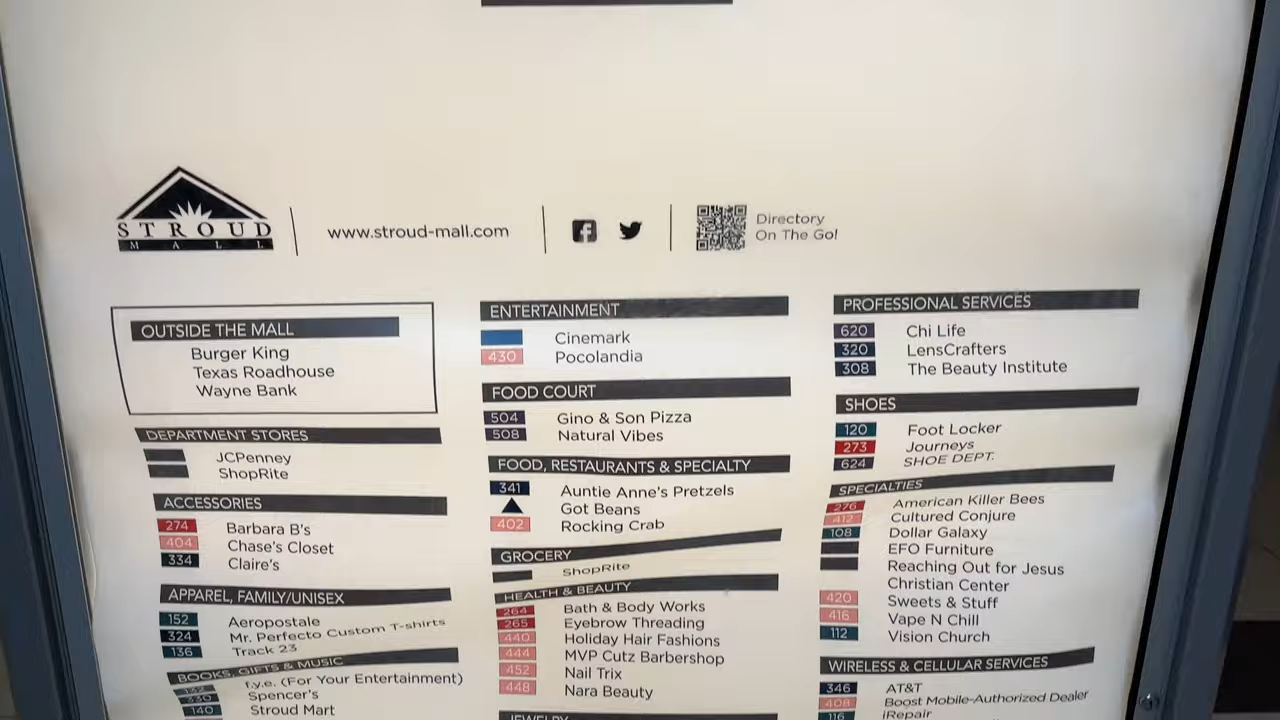 STROUD
MALL
www.stroud-mall.com
Directory
On The Go!
OUTSIDE THE MALL
Burger King
Texas Roadhouse
Wayne Bank
DEPARTMENT STORES
JCPenney
ShopRite
ACCESSORIES
274 Barbara B's
404 Chase's Closet
334 Claire's
APPAREL, FAMILY/UNISEX
152 Aeropostale
324 Mr. Perfecto Custom T-shirts
136 Track 23
BOOKS, GIFTS & MUSIC
f.y.e. (For Your Entertainment)
330 Spencer's
140 Stroud Mart
ENTERTAINMENT
Cinemark
430 Pocolandia
FOOD COURT
504 Gino & Son Pizza
508 Natural Vibes
FOOD, RESTAURANTS & SPECIALTY
341 Auntie Anne's Pretzels
Got Beans
402 Rocking Crab
GROCERY
ShopRite
HEALTH & BEAUTY
264 Bath & Body Works
265 Eyebrow Threading
440 Holiday Hair Fashions
444 MVP Cutz Barbershop
452 Nail Trix
448 Nara Beauty
JEWELRY
PROFESSIONAL SERVICES
620 Chi Life
320 LensCrafters
308 The Beauty Institute
SHOES
120 Foot Locker
273 Journeys
624 SHOE DEPT.
SPECIALTIES
276 American Killer Bees
412 Cultured Conjure
108 Dollar Galaxy
EFO Furniture
Reaching Out for Jesus
Christian Center
420 Sweets & Stuff
416 Vape N Chill
112 Vision Church
WIRELESS & CELLULAR SERVICES
346 AT&T
408 Boost Mobile-Authorized Dealer
116 iRepair